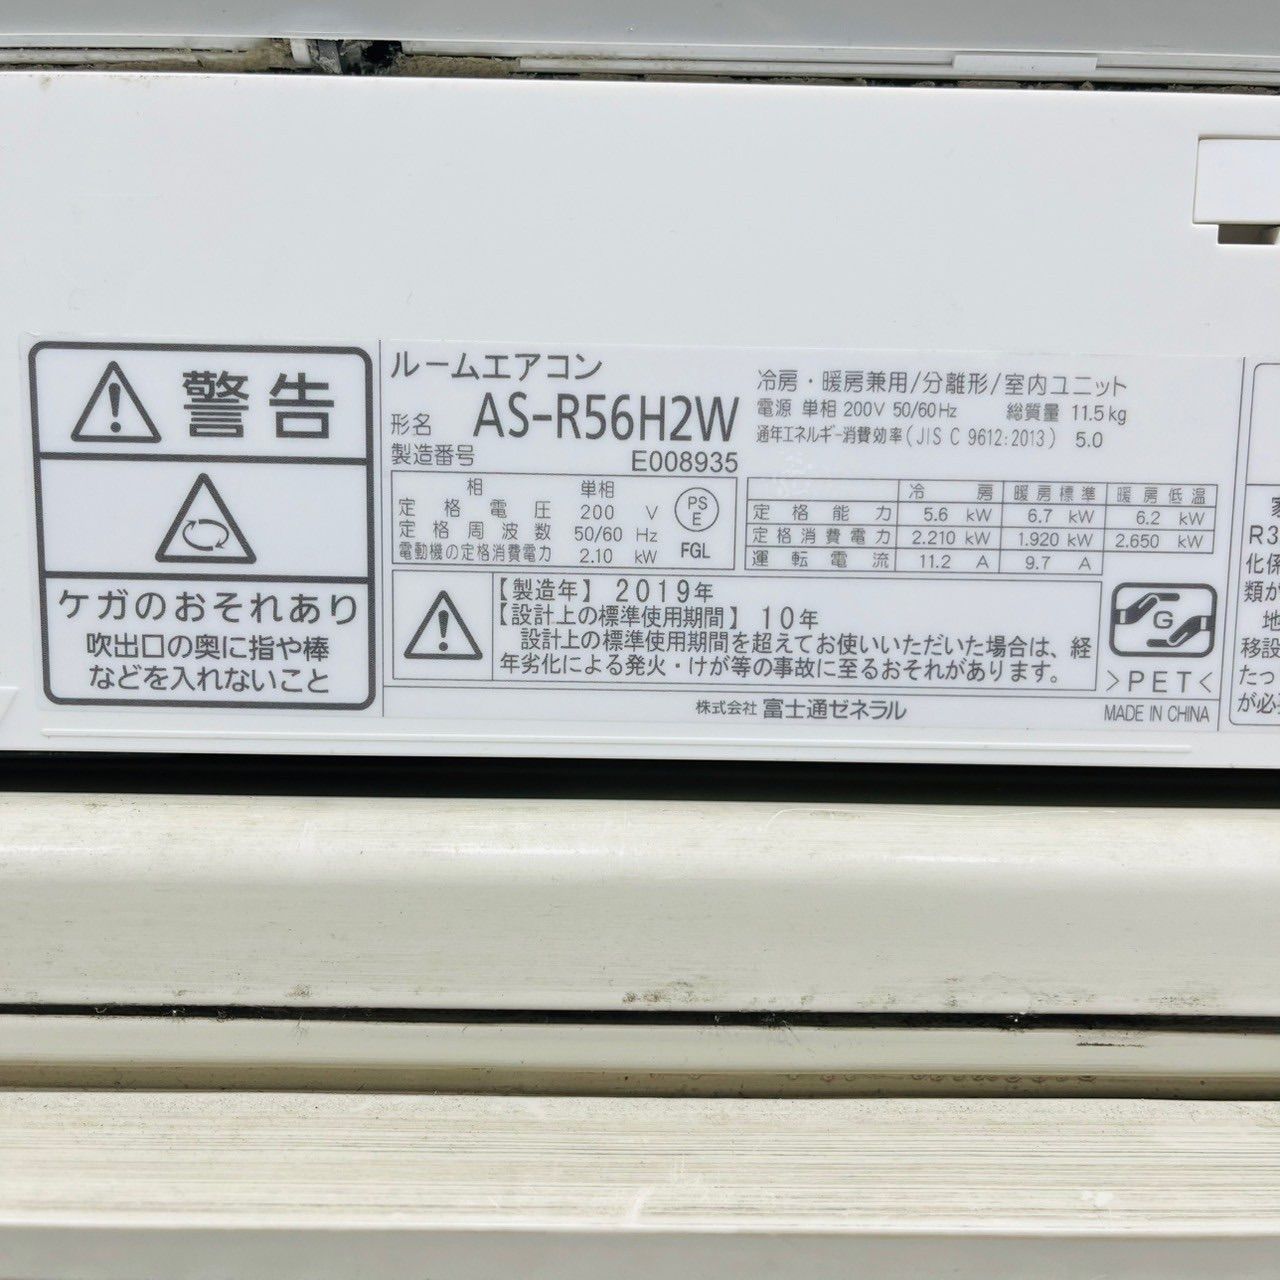 警告
ケガのおそれあり
吹出口の奥に指や棒
などを入れないこと
ルームエアコン
形名 AS-R56H2W
製造番号 E008935
冷房・暖房兼用/分離形/室内ユニット
電源 単相 200V 50/60Hz 総質量 11.5kg
通年エネルギー消費効率(JIS C 9612:2013) 5.0
相 単相
定格電圧 200 V
定格周波数 50/60 Hz
電動機の定格消費電力 2.10 kW
PS
E
FGL
冷房 暖房標準 暖房低温
定格能力 5.6 kW 6.7 kW 6.2 kW
定格消費電力 2.210 kW 1.920 kW 2.650 kW
運転電流 11.2 A 9.7 A
【製造年】2019年
【設計上の標準使用期間】10年
設計上の標準使用期間を超えてお使いいただいた場合は、経
年劣化による発火・けが等の事故に至るおそれがあります。
G
>PET<
株式会社 富士通ゼネラル
MADE IN CHINA
R3
化係
類が
地
移設
たっ
が必